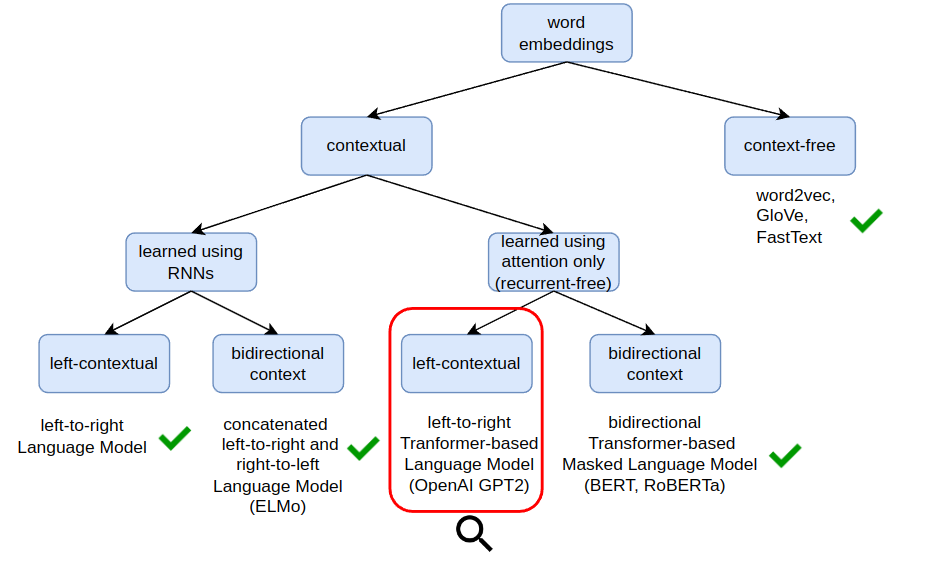 word
embeddings
contextual
context-free
word2vec,
GloVe,
FastText
learned using
RNNs
learned using
attention only
(recurrent-free)
left-contextual
bidirectional
context
left-contextual
bidirectional
context
left-to-right
Language Model
concatenated
left-to-right and
right-to-left
Language Model
(ELMo)
left-to-right
Tranformer-based
Language Model
(OpenAI GPT2)
bidirectional
Transformer-based
Masked Language Model
(BERT, RoBERTa)